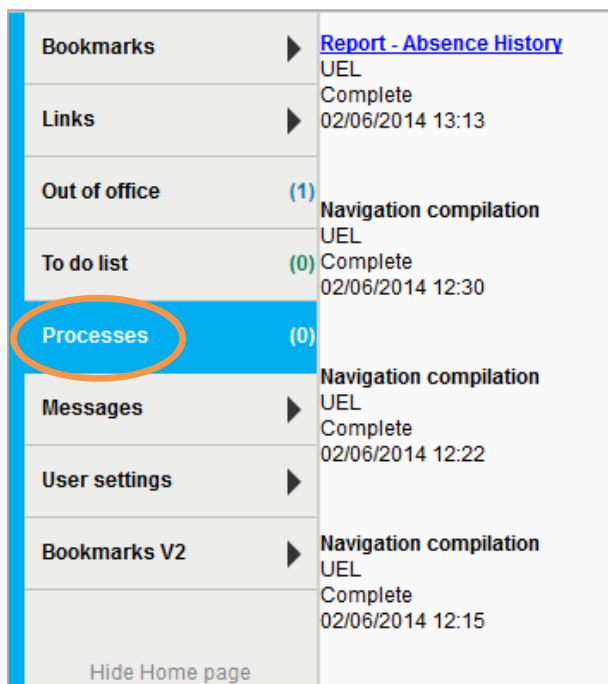 Bookmarks
Links
Out of office (1)
To do list (0)
Processes (0)
Messages
User settings
Bookmarks V2
Hide Home page
Report - Absence History
UEL
Complete
02/06/2014 13:13
Navigation compilation
UEL
Complete
02/06/2014 12:30
Navigation compilation
UEL
Complete
02/06/2014 12:22
Navigation compilation
UEL
Complete
02/06/2014 12:15